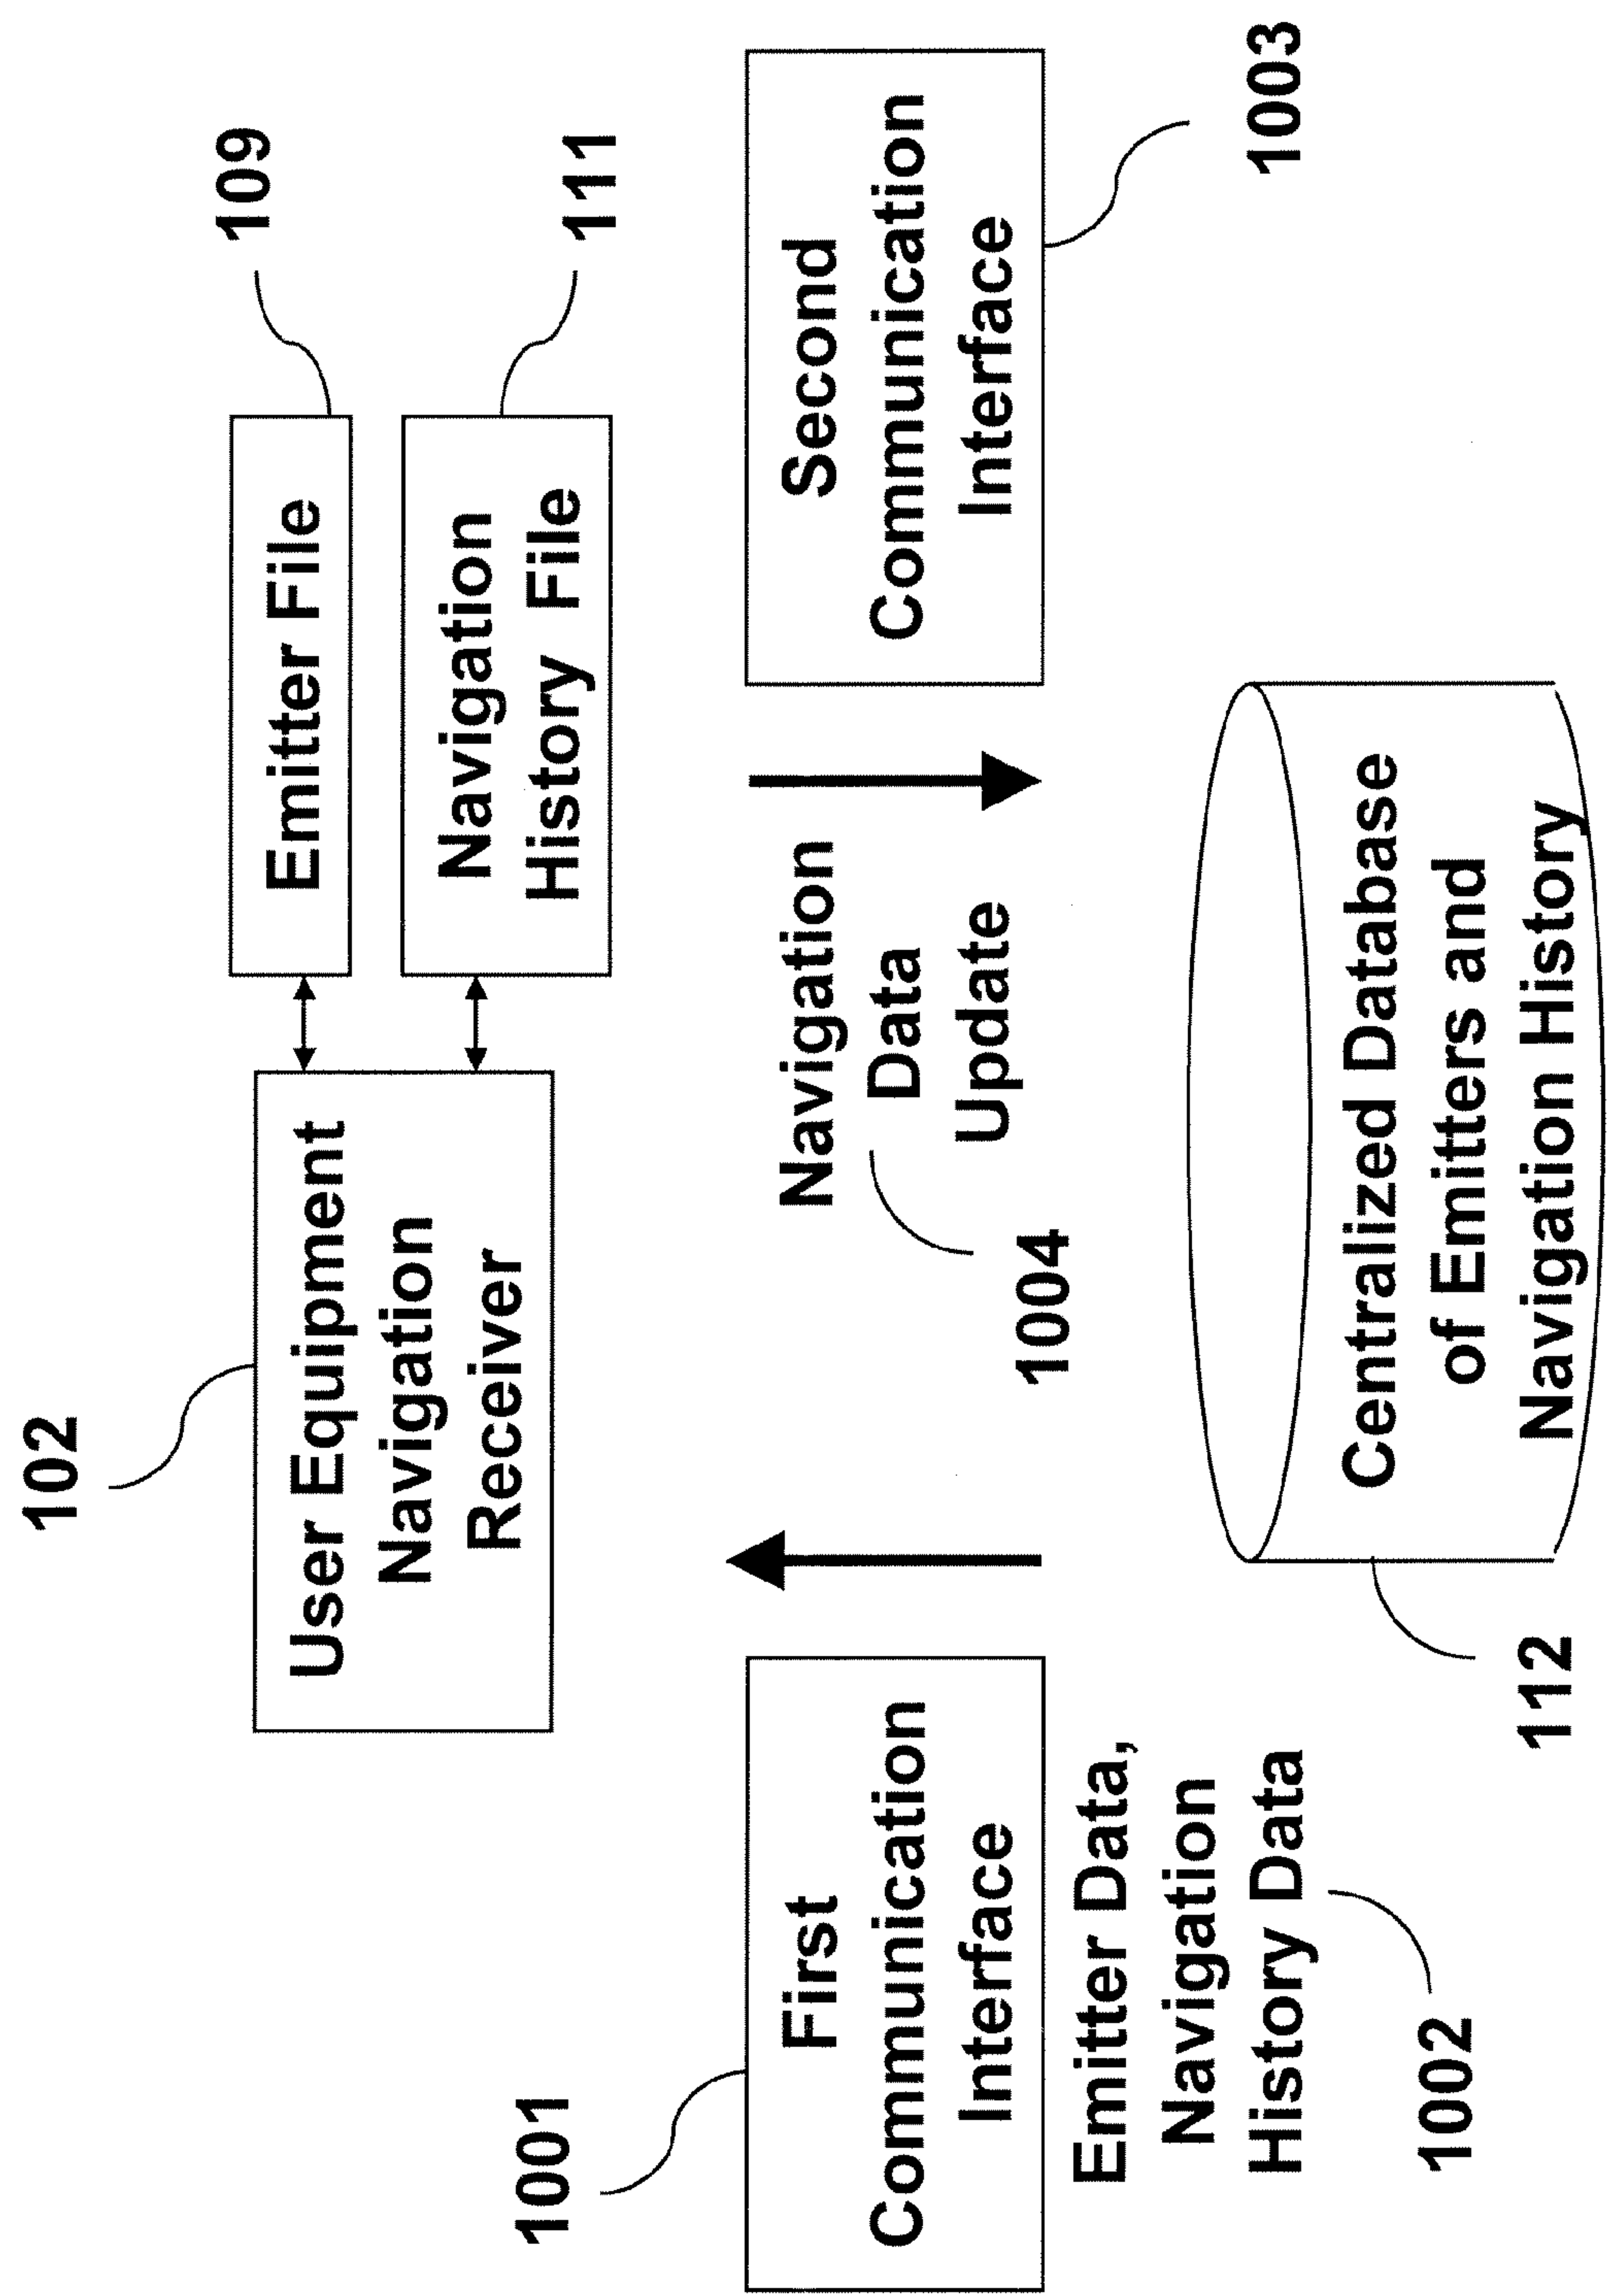 102
User Equipment
Navigation
Receiver
109
Emitter File
111
Navigation
History File
1001
First
Communication
Interface
Emitter Data,
Navigation
History Data
1002
Navigation
Data
Update
1004
Second
Communication
Interface
1003
Centralized Database
of Emitters and
Navigation History
112